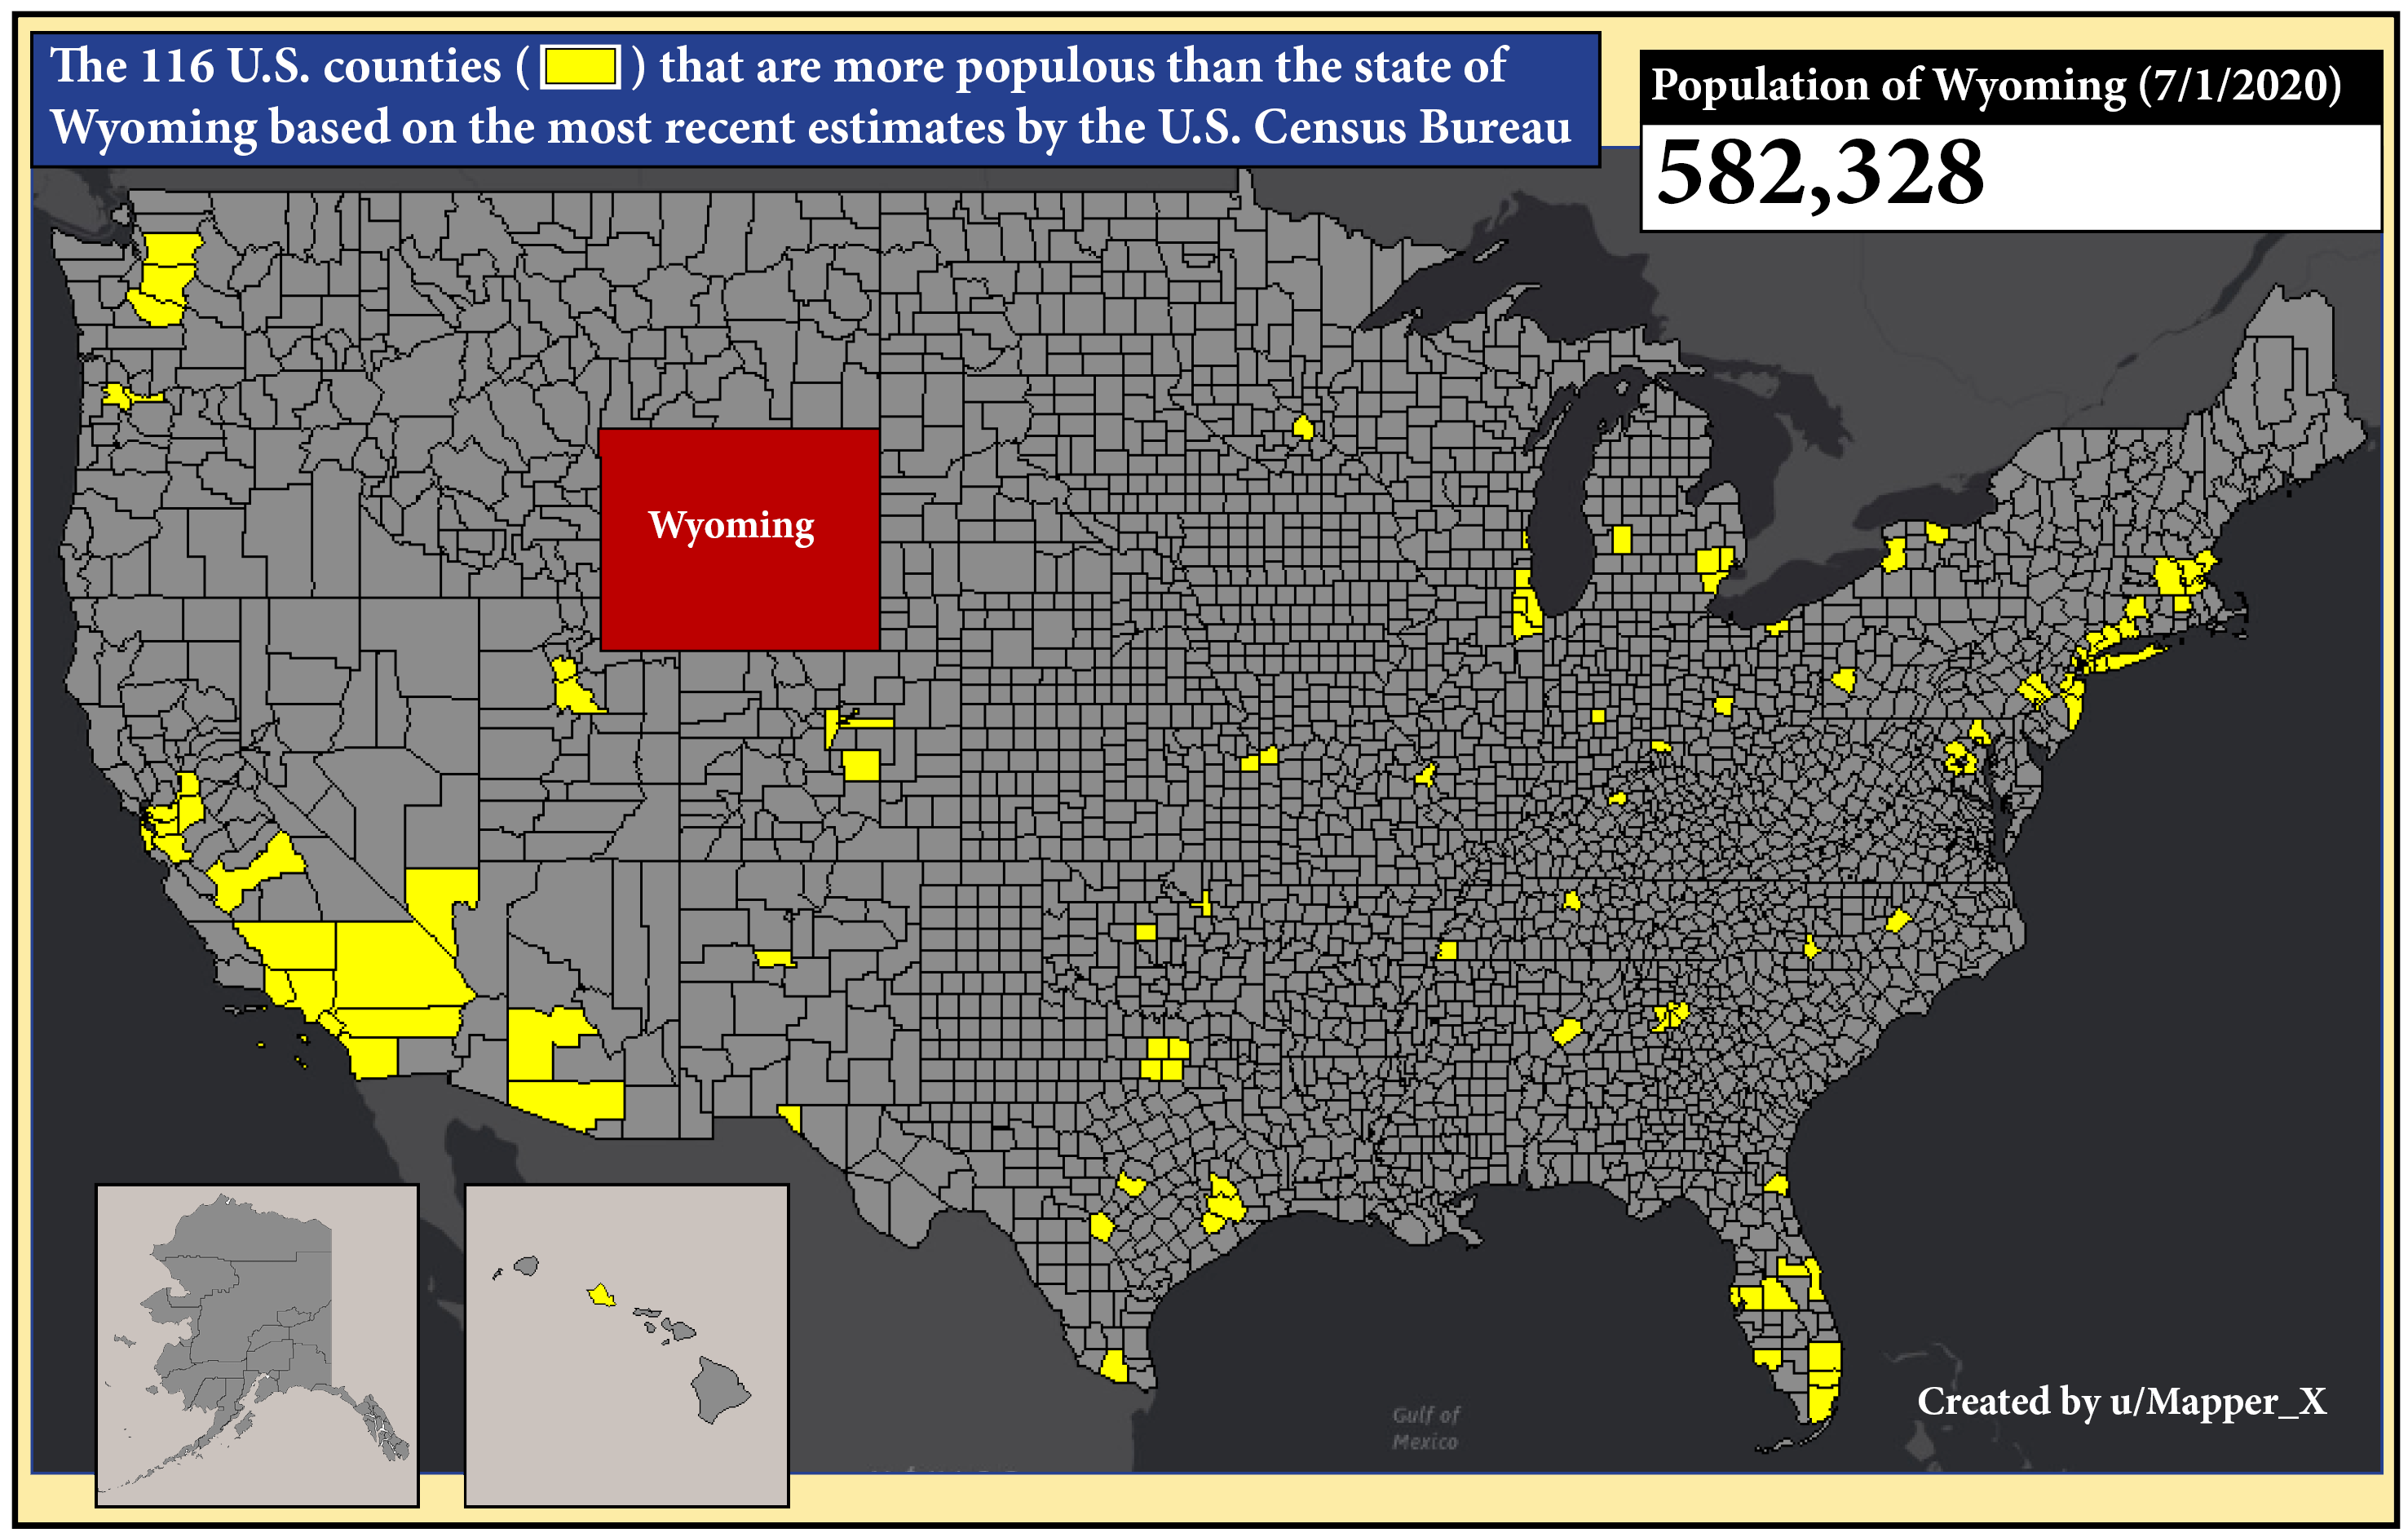 The 116 U.S. counties ( ) that are more populous than the state of
Wyoming based on the most recent estimates by the U.S. Census Bureau
Population of Wyoming (7/1/2020)
582,328
Wyoming
Created by u/Mapper_X
Gulf of
Mexico